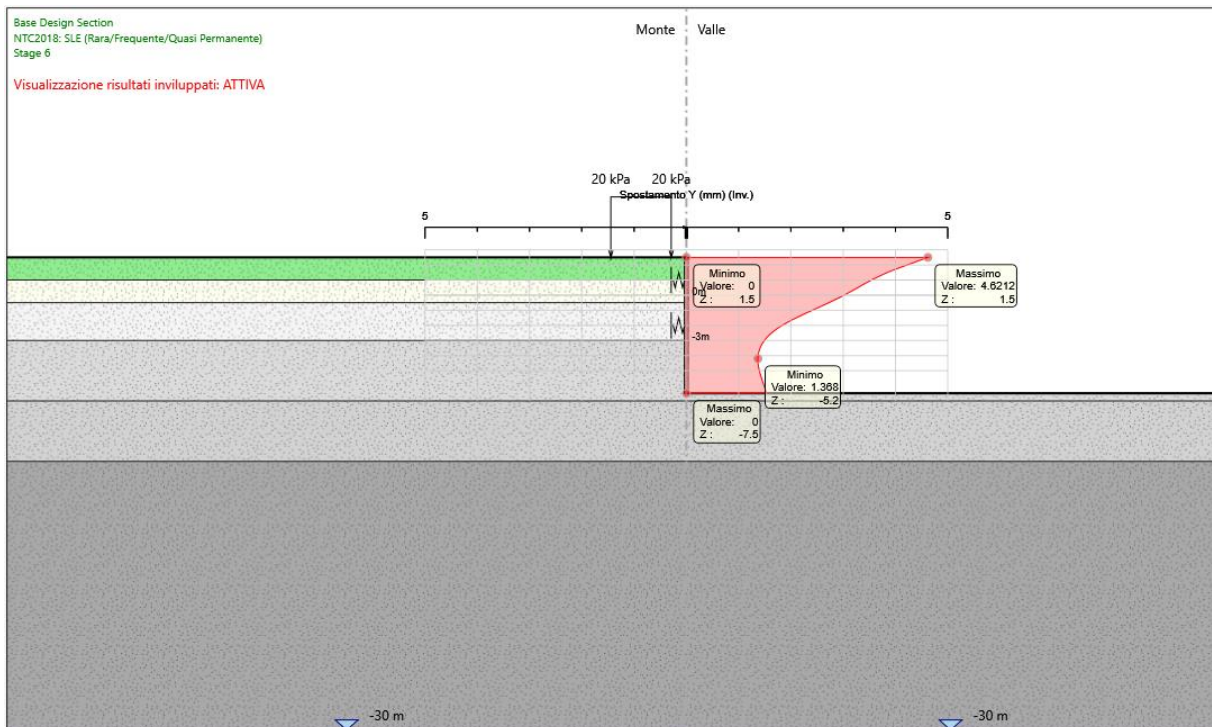 Base Design Section
NTC2018: SLE (Rara/Frequente/Quasi Permanente)
Stage 6
Visualizzazione risultati inviluppati: ATTIVA
Monte
Valle
20 kPa
20 kPa
Spostamento Y (mm) (Inv.)
5
5
Minimo
Valore: 0
Z : 1.5
0m
Massimo
Valore: 4.6212
Z : 1.5
-3m
Minimo
Valore: 1.368
Z : -5.2
Massimo
Valore: 0
Z : -7.5
-30 m
-30 m